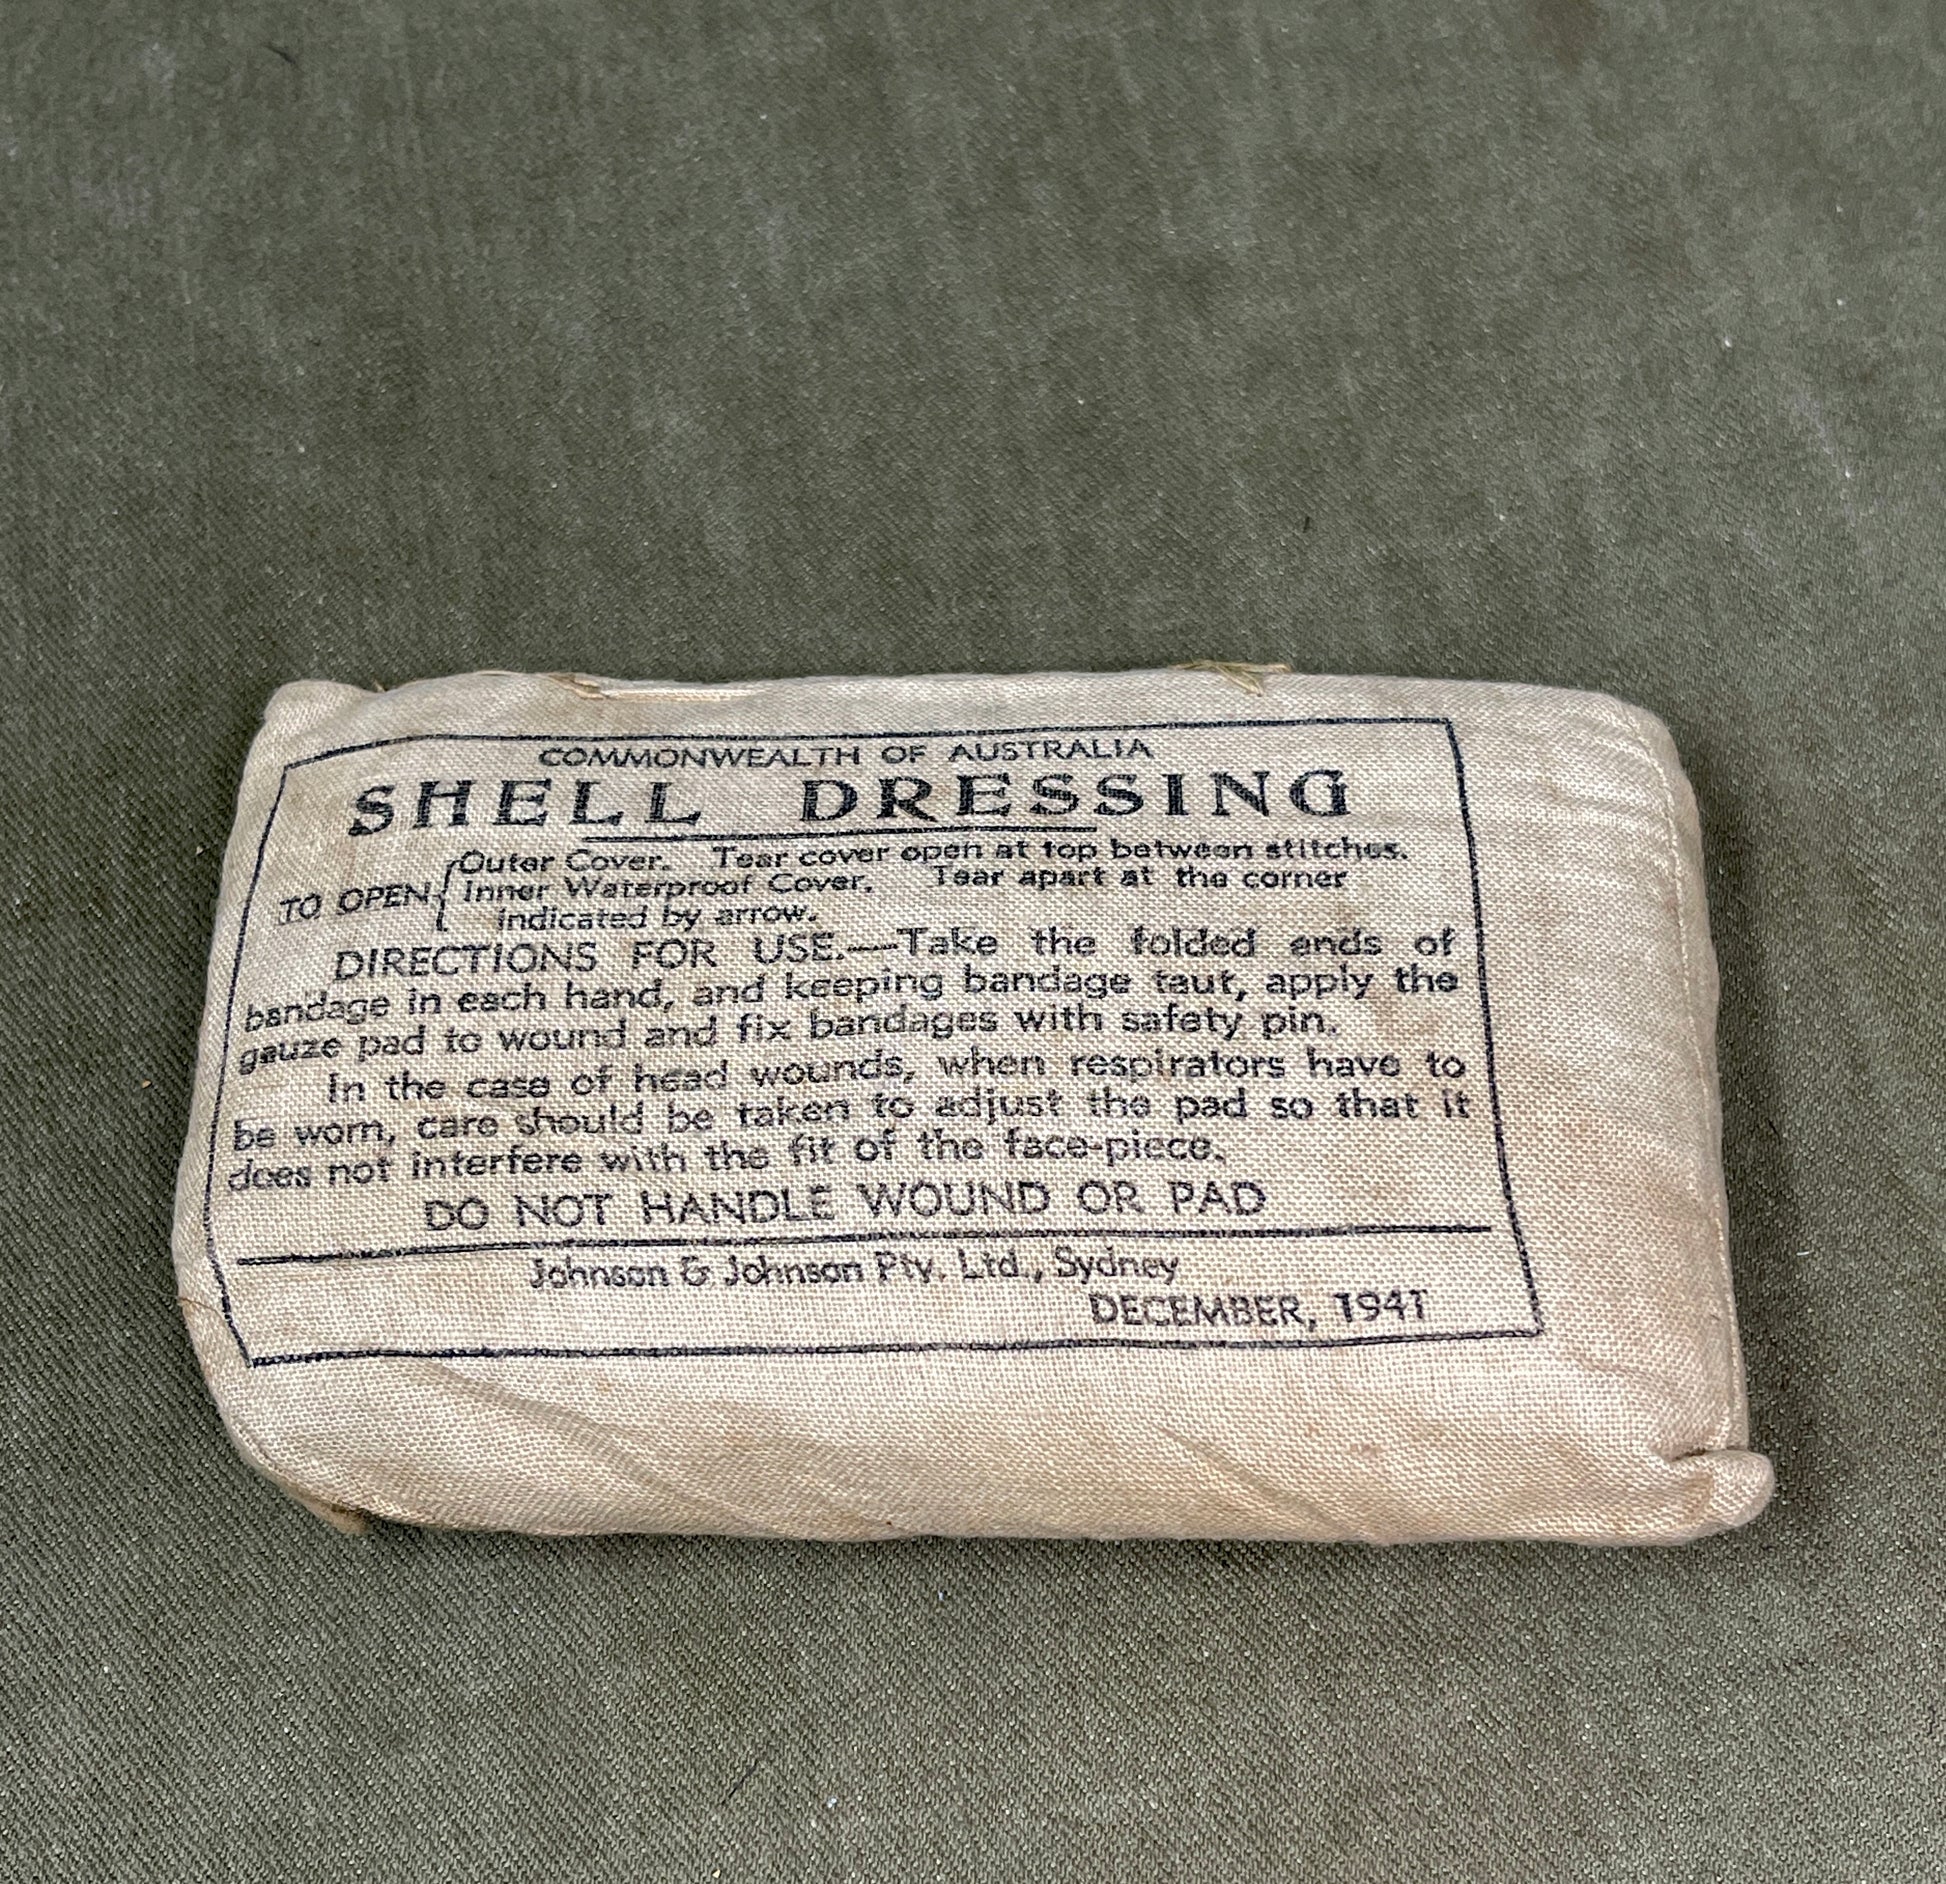 COMMONWEALTH OF AUSTRALIA
SHELL DRESSING
Outer Cover. Tear cover open at top between stitches.
TO OPEN { Inner Waterproof Cover. Tear apart at the corner
indicated by arrow.
DIRECTIONS FOR USE.—Take the folded ends of
bandage in each hand, and keeping bandage taut, apply the
gauze pad to wound and fix bandages with safety pin.
In the case of head wounds, when respirators have to
be worn, care should be taken to adjust the pad so that it
does not interfere with the fit of the face-piece.
DO NOT HANDLE WOUND OR PAD
Johnson & Johnson Pty. Ltd., Sydney
DECEMBER, 1941